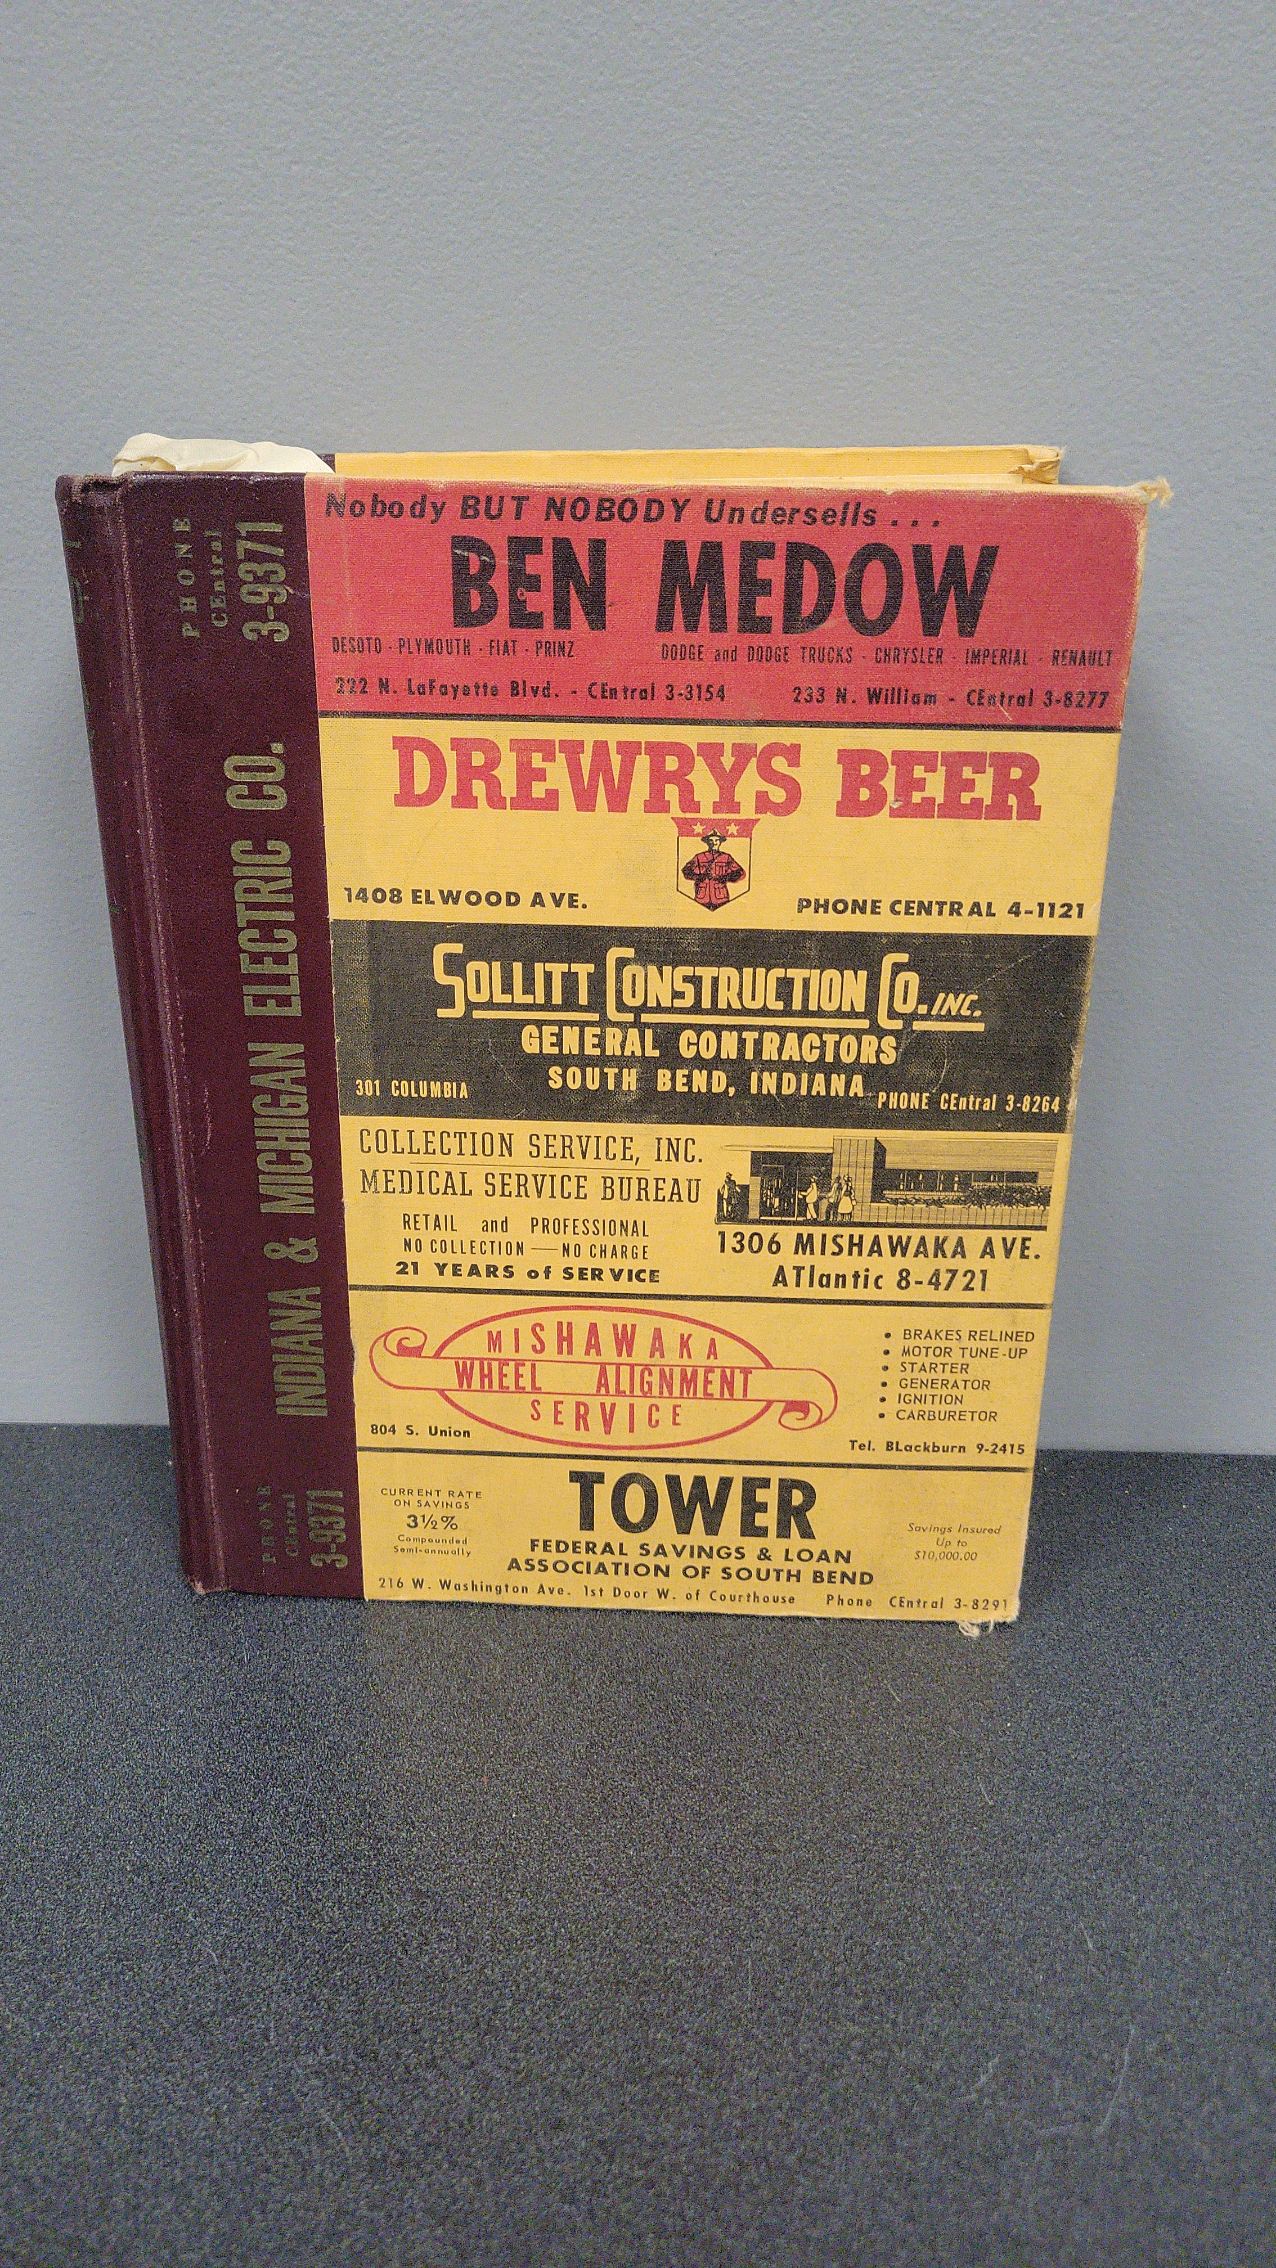 PHONE
CEntral
3-9371
INDIANA & MICHIGAN ELECTRIC CO.
PHONE
CEntral
3-9371
Nobody BUT NOBODY Undersells...
BEN MEDOW
DESOTO - PLYMOUTH - FIAT - PRINZ
DODGE and DODGE TRUCKS - CHRYSLER - IMPERIAL - RENAULT
222 N. LaFayette Blvd. - CEntral 3-3154
233 N. William - CEntral 3-8277
DREWRYS BEER
1408 ELWOOD AVE.
PHONE CENTRAL 4-1121
SOLLITT CONSTRUCTION CO. INC.
GENERAL CONTRACTORS
SOUTH BEND, INDIANA
301 COLUMBIA
PHONE CEntral 3-8264
COLLECTION SERVICE, INC.
MEDICAL SERVICE BUREAU
RETAIL and PROFESSIONAL
NO COLLECTION — NO CHARGE
21 YEARS of SERVICE
1306 MISHAWAKA AVE.
ATlantic 8-4721
MISHAWAKA
WHEEL ALIGNMENT
SERVICE
804 S. Union
• BRAKES RELINED
• MOTOR TUNE-UP
• STARTER
• GENERATOR
• IGNITION
• CARBURETOR
Tel. BLackburn 9-2415
CURRENT RATE
ON SAVINGS
3½%
Compounded
Semi-annually
TOWER
FEDERAL SAVINGS & LOAN
ASSOCIATION OF SOUTH BEND
Savings Insured
Up to
$10,000.00
216 W. Washington Ave. 1st Door W. of Courthouse Phone CEntral 3-8291